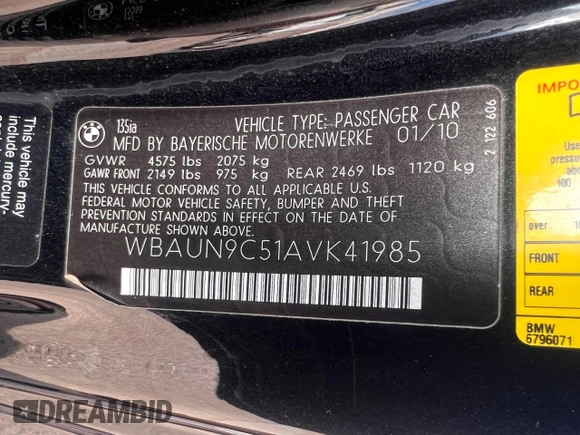 BMW
135ia
VEHICLE TYPE: PASSENGER CAR
MFD BY BAYERISCHE MOTORENWERKE 01/10
GVWR 4575 lbs 2075 kg
GAWR FRONT 2149 lbs 975 kg REAR 2469 lbs 1120 kg
THIS VEHICLE CONFORMS TO ALL APPLICABLE U.S.
FEDERAL MOTOR VEHICLE SAFETY, BUMPER AND THEFT
PREVENTION STANDARDS IN EFFECT ON THE DATE OF
MANUFACTURE SHOWN ABOVE.
WBAUN9C51AVK41985
2 122 606
This vehicle may
include mercury-
IMPO
over
FRONT
REAR
BMW
6796071
DREAMBID